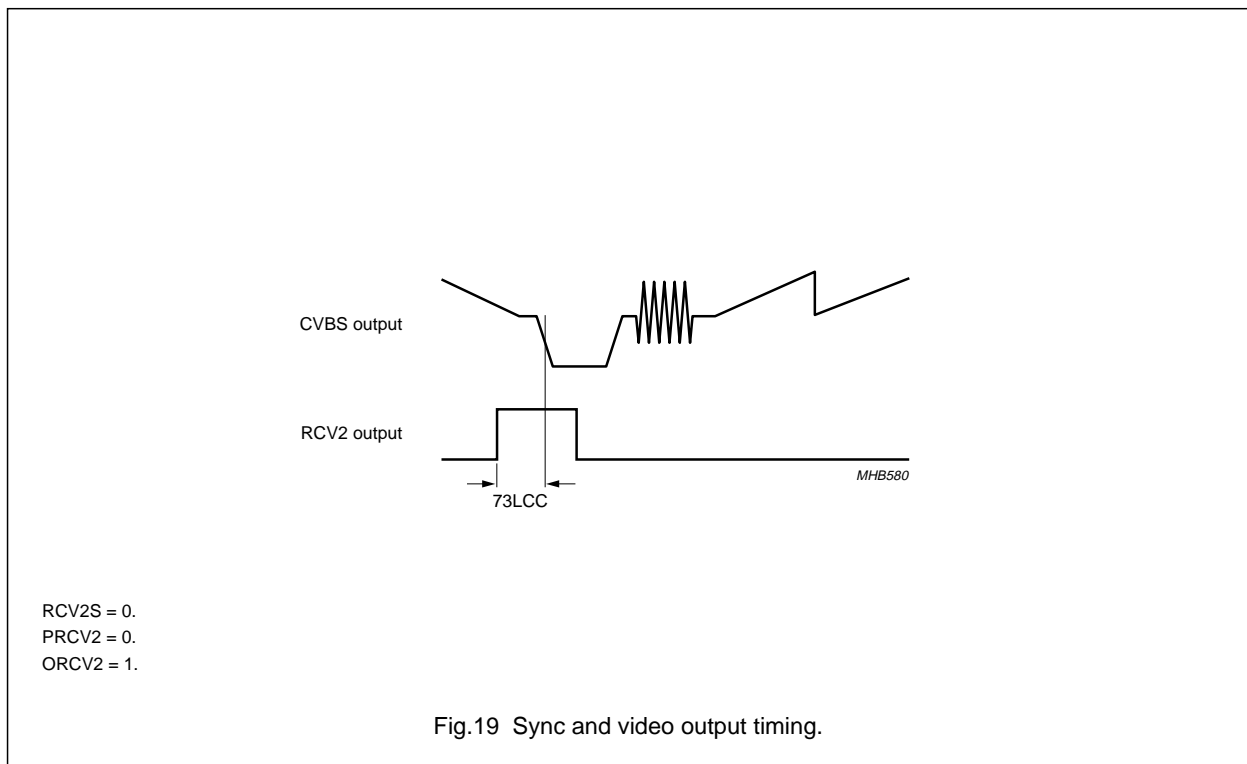 CVBS output
RCV2 output
MHB580
73LCC
RCV2S = 0.
PRCV2 = 0.
ORCV2 = 1.
Fig.19 Sync and video output timing.